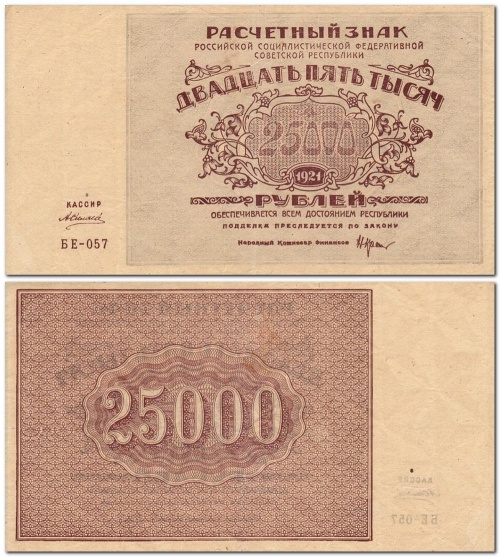 РАСЧЕТНЫЙ ЗНАК
РОССИЙСКОЙ СОЦИАЛИСТИЧЕСКОЙ ФЕДЕРАТИВНОЙ
СОВЕТСКОЙ РЕСПУБЛИКИ
ДВАДЦАТЬ ПЯТЬ ТЫСЯЧ
25000
1921
РУБЛЕЙ
ОБЕСПЕЧИВАЕТСЯ ВСЕМ ДОСТОЯНИЕМ РЕСПУБЛИКИ
ПОДДЕЛКА ПРЕСЛЕДУЕТСЯ ПО ЗАКОНУ
Народный Комиссар Финансов
КАССИР
БЕ-057
25000